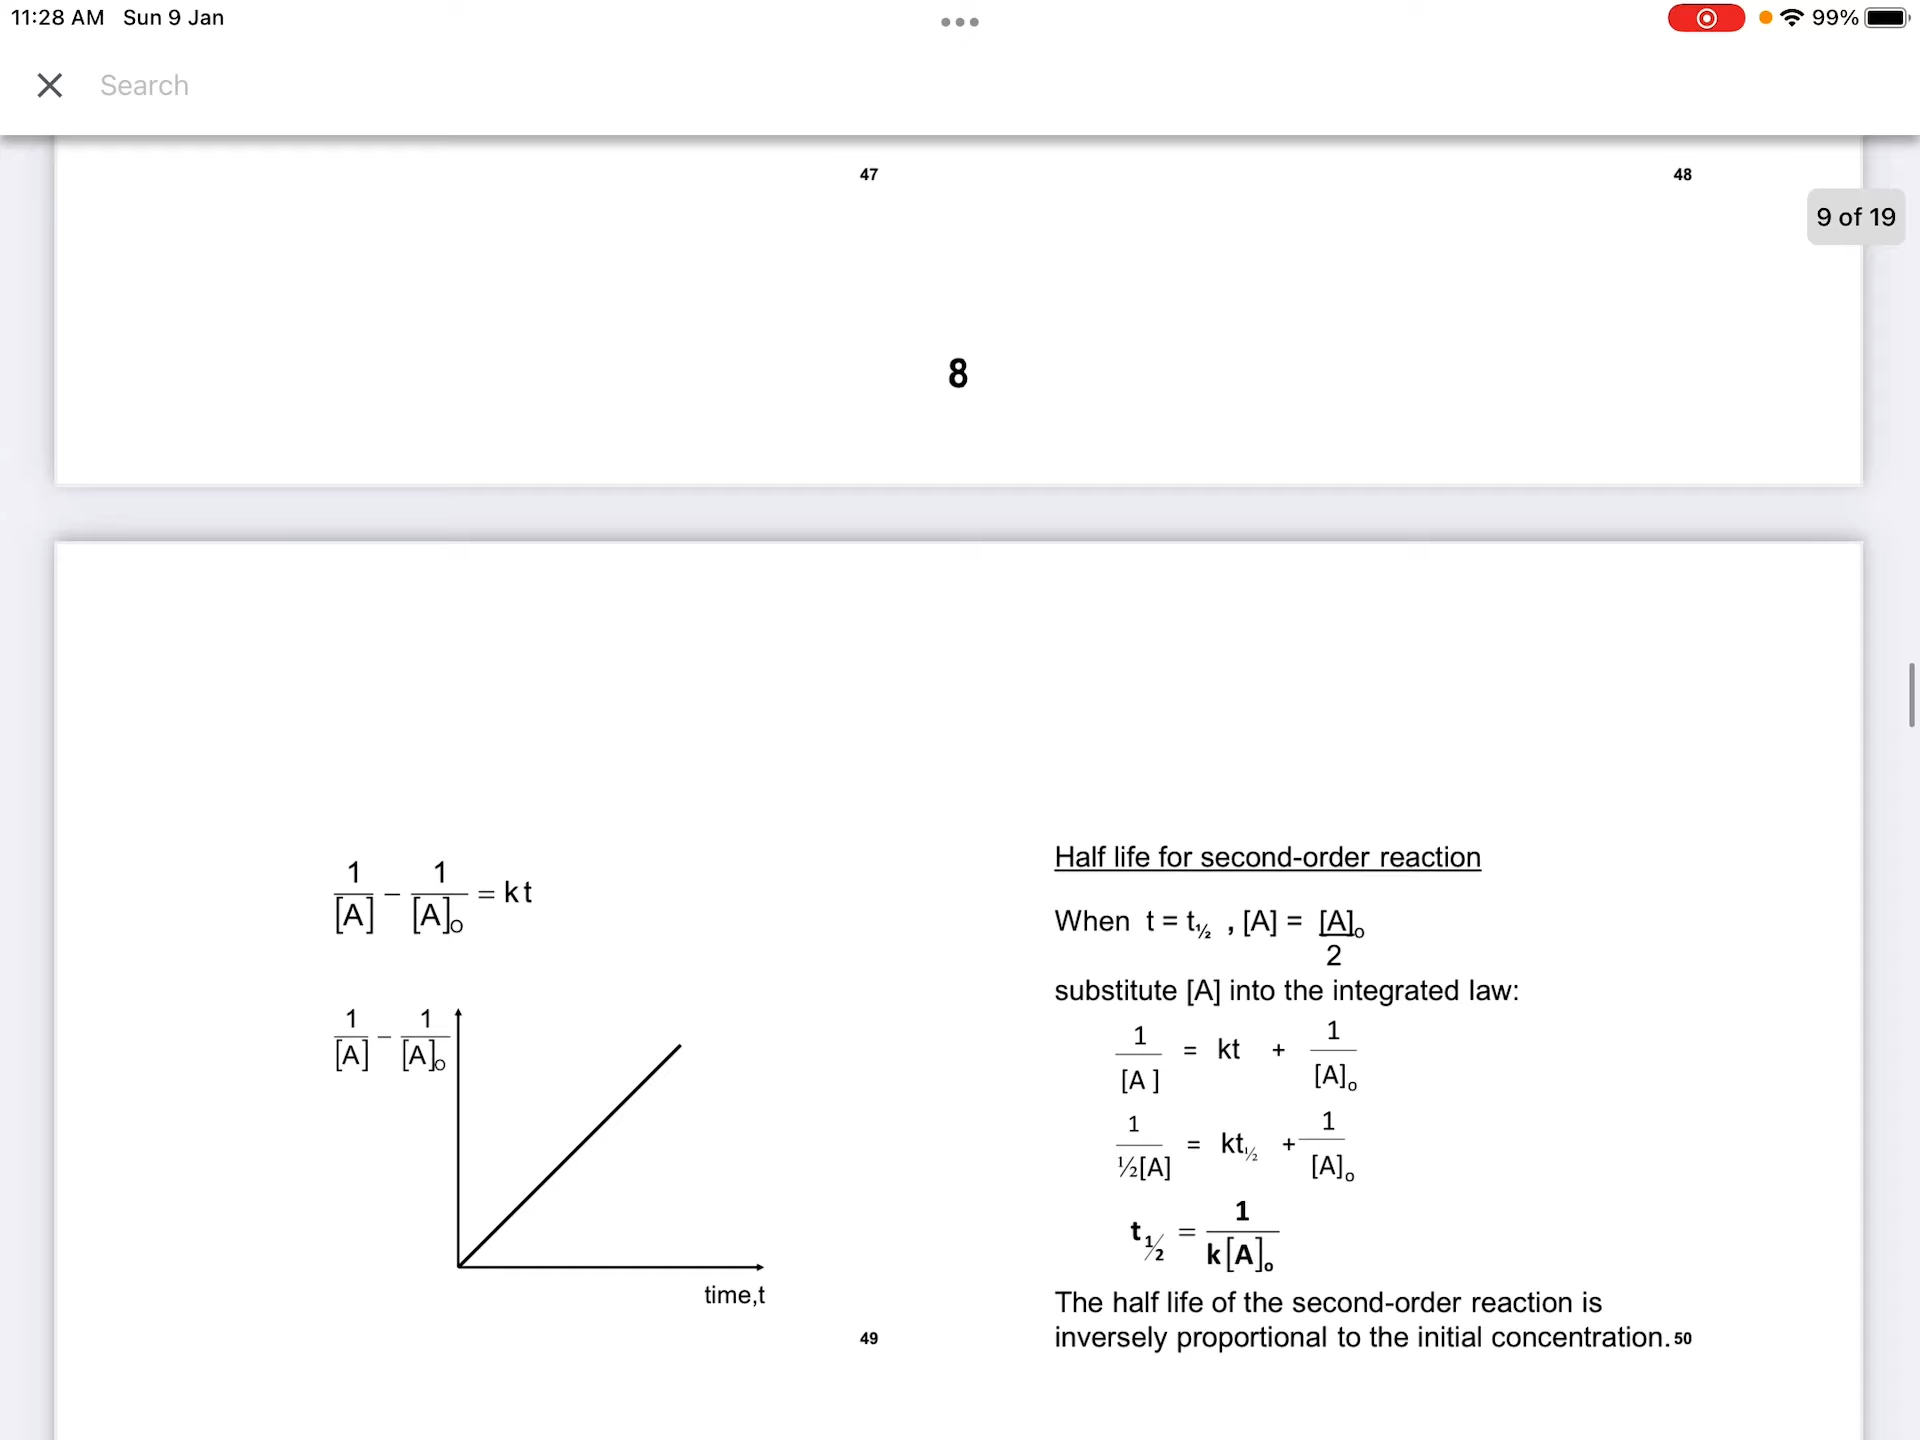 11:28 AM Sun 9 Jan
99%
Search
47
48
9 of 19
8
1/[A] − 1/[A]o = kt
1/[A] − 1/[A]o
time,t
49
Half life for second-order reaction
When t = t½ , [A] = [A]o/2
substitute [A] into the integrated law:
1/[A ] = kt + 1/[A]o
1/½[A] = kt½ + 1/[A]o
t½ = 1/k[A]o
The half life of the second-order reaction is
inversely proportional to the initial concentration. 50